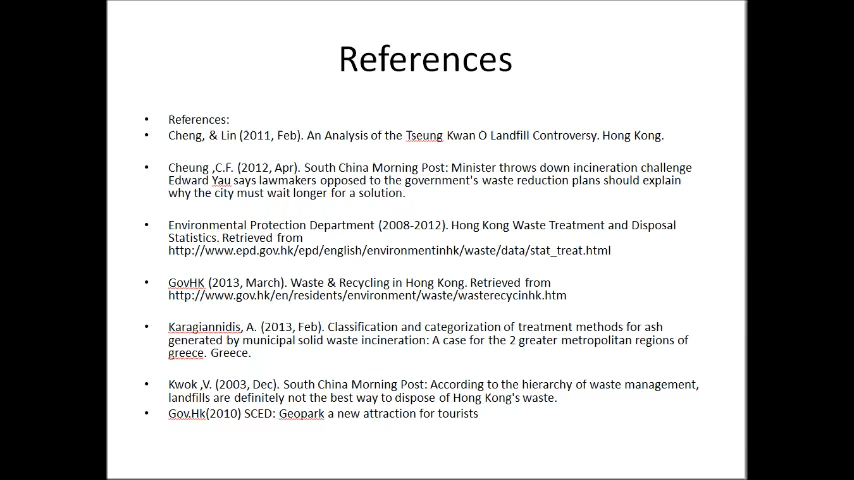 References
• References:
• Cheng, & Lin (2011, Feb). An Analysis of the Tseung Kwan O Landfill Controversy. Hong Kong.
• Cheung ,C.F. (2012, Apr). South China Morning Post: Minister throws down incineration challenge
Edward Yau says lawmakers opposed to the government's waste reduction plans should explain
why the city must wait longer for a solution.
• Environmental Protection Department (2008-2012). Hong Kong Waste Treatment and Disposal
Statistics. Retrieved from
http://www.epd.gov.hk/epd/english/environmentinhk/waste/data/stat_treat.html
• GovHK (2013, March). Waste & Recycling in Hong Kong. Retrieved from
http://www.gov.hk/en/residents/environment/waste/wasterecycinhk.htm
• Karagiannidis, A. (2013, Feb). Classification and categorization of treatment methods for ash
generated by municipal solid waste incineration: A case for the 2 greater metropolitan regions of
greece. Greece.
• Kwok ,V. (2003, Dec). South China Morning Post: According to the hierarchy of waste management,
landfills are definitely not the best way to dispose of Hong Kong's waste.
• Gov.Hk(2010) SCED: Geopark a new attraction for tourists